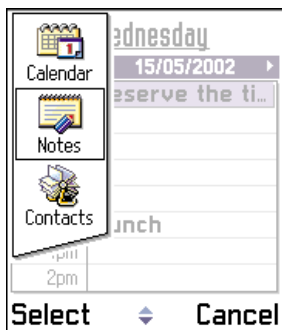 ednesday
Calendar
15/05/2002
eserve the ti...
Notes
Contacts
unch
2pm
Select
Cancel